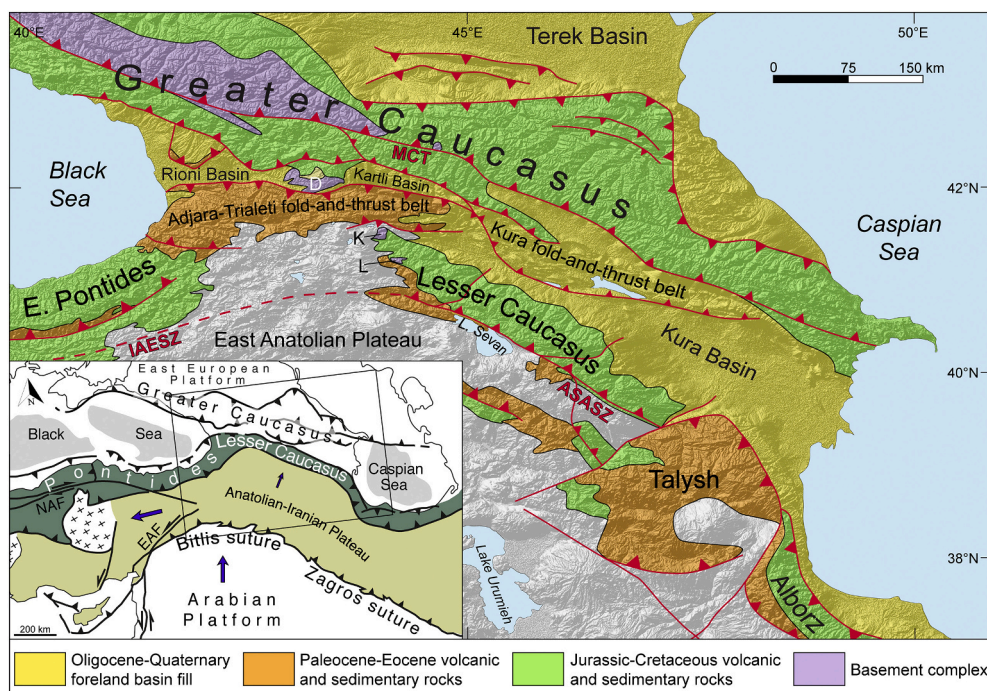 40°E
45°E
50°E
Terek Basin
0 75 150 km
Greater Caucasus
MCT
Black
Sea
Rioni Basin
D
Kartli Basin
42°N
Adjara-Trialeti fold-and-thrust belt
Caspian
Sea
K
Kura fold-and-thrust belt
L
E. Pontides
Lesser Caucasus
IAESZ
East Anatolian Plateau
L. Sevan
Kura Basin
40°N
ASASZ
Talysh
Lake Urumieh
38°N
Alborz
N
East European
Platform
Greater Caucasus
Black
Sea
Lesser Caucasus
Caspian
Sea
Pontides
NAF
Anatolian-Iranian Plateau
EAF
Bitlis suture
Zagros suture
Arabian
Platform
200 km
Oligocene-Quaternary
foreland basin fill
Paleocene-Eocene volcanic
and sedimentary rocks
Jurassic-Cretaceous volcanic
and sedimentary rocks
Basement complex